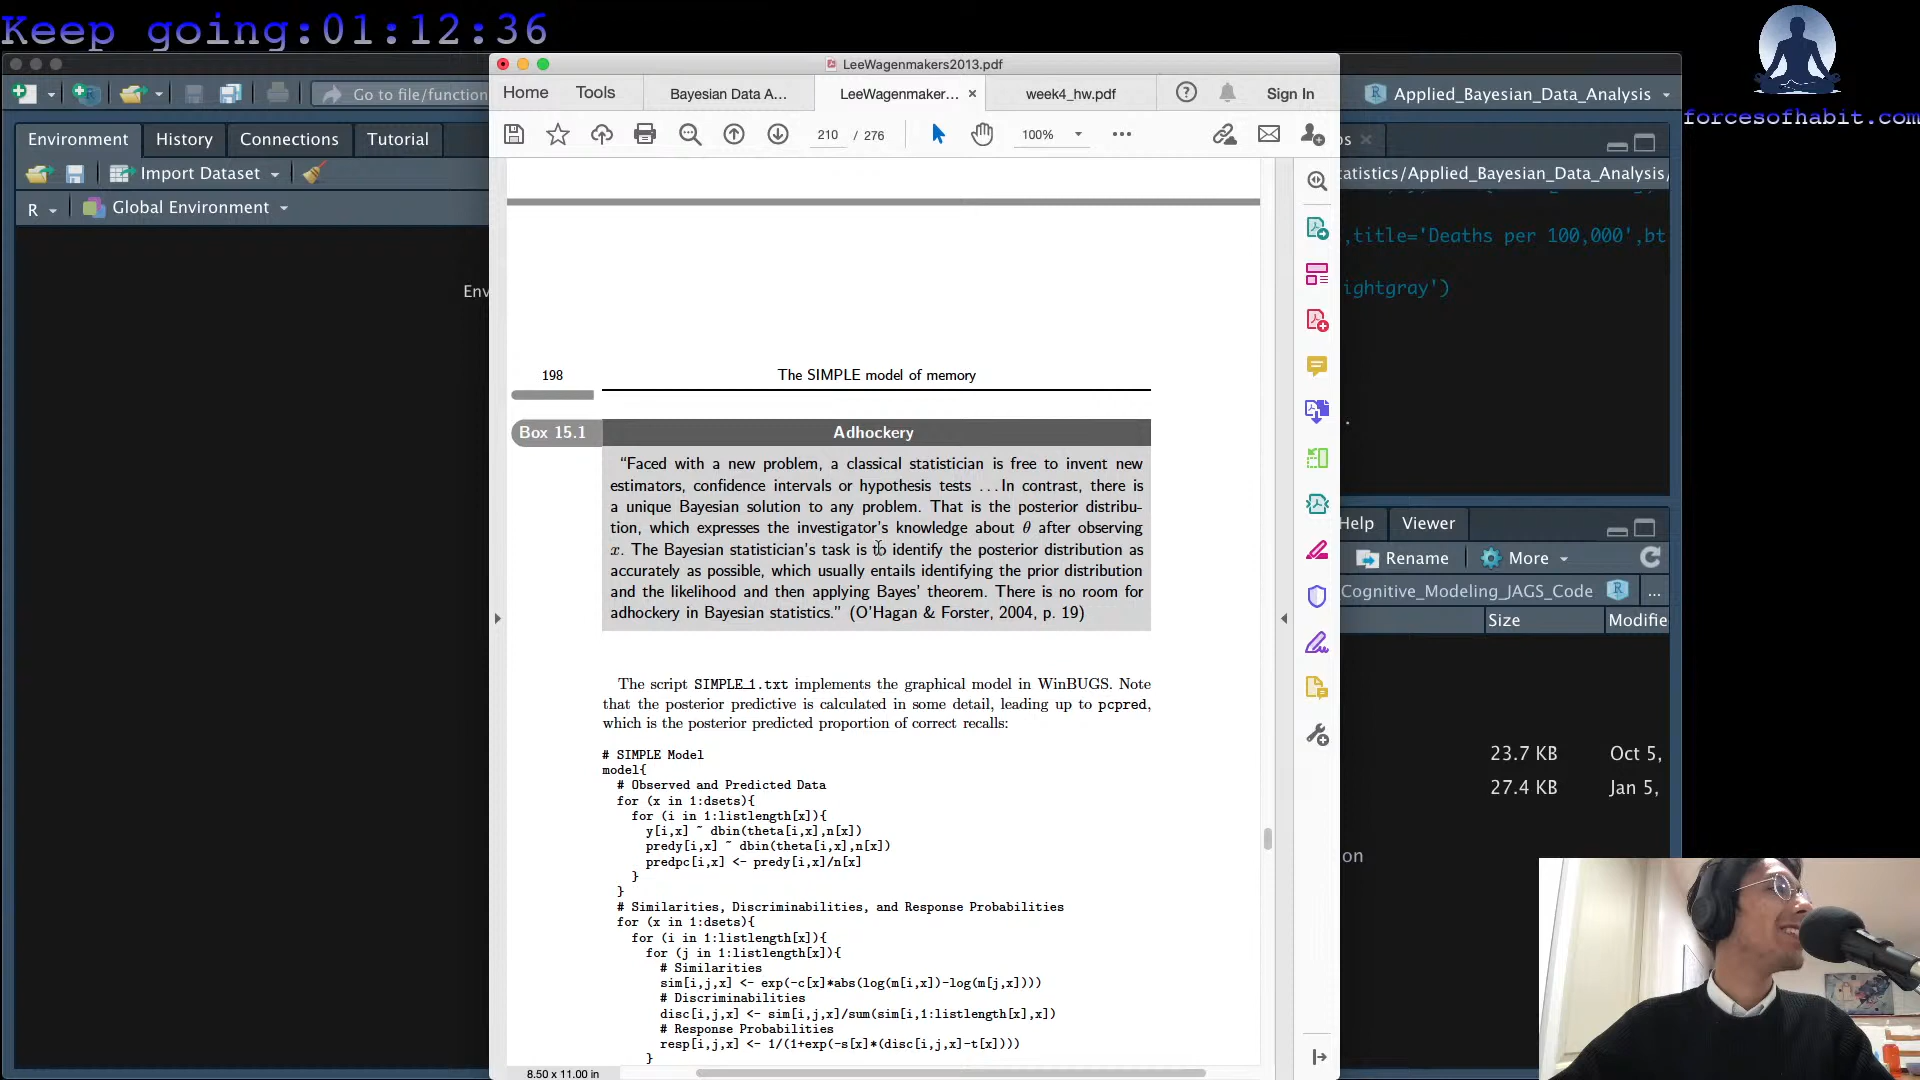 Keep going:01:12:36
forcesofhabit.com
LeeWagenmakers2013.pdf
Go to file/function
Applied_Bayesian_Data_Analysis
Home
Tools
Bayesian Data A...
LeeWagenmaker...
week4_hw.pdf
Sign In
210 / 276
100%
Environment
History
Connections
Tutorial
Import Dataset
R
Global Environment
Env
ps
tatistics/Applied_Bayesian_Data_Analysis/
,title='Deaths per 100,000',bt
ightgray')
.
Help
Viewer
Rename
More
Cognitive_Modeling_JAGS_Code
...
Size
Modifie
23.7 KB
Oct 5,
27.4 KB
Jan 5,
on
198
The SIMPLE model of memory
Box 15.1
Adhockery
“Faced with a new problem, a classical statistician is free to invent new
estimators, confidence intervals or hypothesis tests ...In contrast, there is
a unique Bayesian solution to any problem. That is the posterior distribu-
tion, which expresses the investigator's knowledge about θ after observing
x. The Bayesian statistician's task is to identify the posterior distribution as
accurately as possible, which usually entails identifying the prior distribution
and the likelihood and then applying Bayes' theorem. There is no room for
adhockery in Bayesian statistics.” (O'Hagan & Forster, 2004, p. 19)
The script SIMPLE_1.txt implements the graphical model in WinBUGS. Note
that the posterior predictive is calculated in some detail, leading up to pcpred,
which is the posterior predicted proportion of correct recalls:
# SIMPLE Model
model{
# Observed and Predicted Data
for (x in 1:dsets){
for (i in 1:listlength[x]){
y[i,x] ~ dbin(theta[i,x],n[x])
predy[i,x] ~ dbin(theta[i,x],n[x])
predpc[i,x] <- predy[i,x]/n[x]
}
}
# Similarities, Discriminabilities, and Response Probabilities
for (x in 1:dsets){
for (i in 1:listlength[x]){
for (j in 1:listlength[x]){
# Similarities
sim[i,j,x] <- exp(-c[x]*abs(log(m[i,x])-log(m[j,x])))
# Discriminabilities
disc[i,j,x] <- sim[i,j,x]/sum(sim[i,1:listlength[x],x])
# Response Probabilities
resp[i,j,x] <- 1/(1+exp(-s[x]*(disc[i,j,x]-t[x])))
}
8.50 x 11.00 in